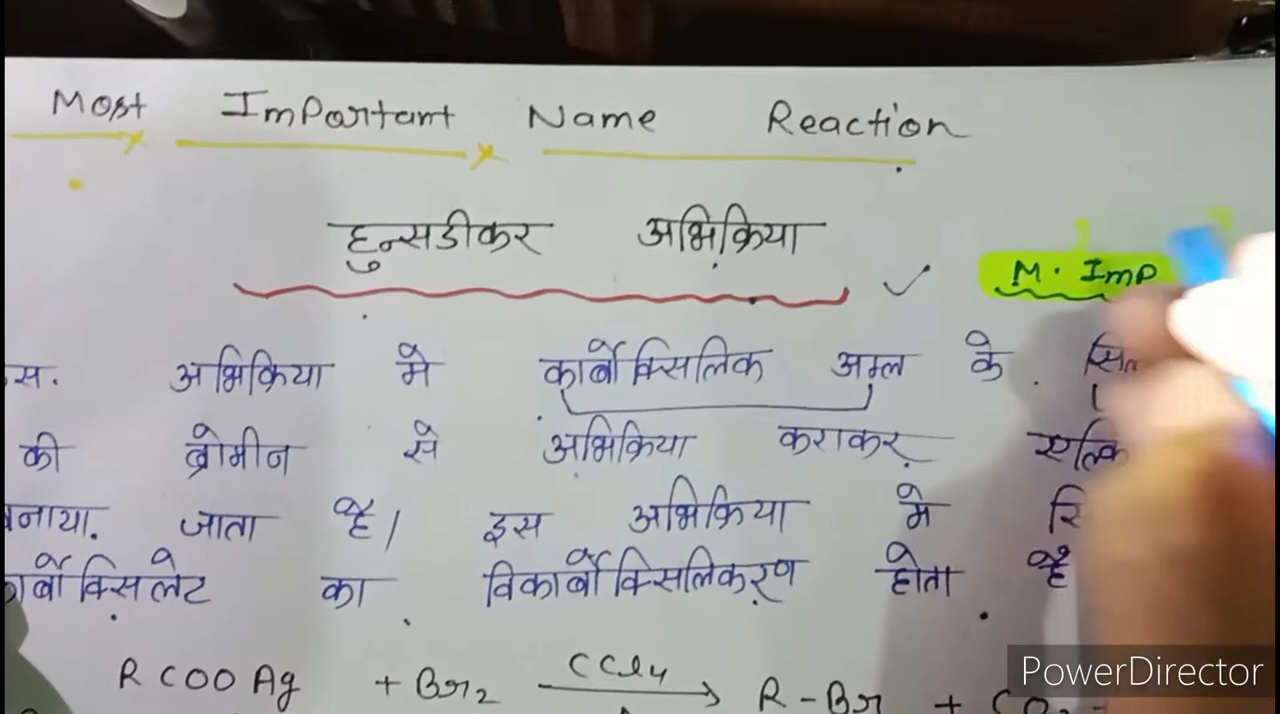 Most Important Name Reaction
हुन्सडीकर अभिक्रिया
M. Imp
अभिक्रिया मे कार्बोक्सिलिक अम्ल के
की ब्रोमीन से अभिक्रिया कराकर
जाता है। इस अभिक्रिया मे
का विकार्बोक्सिलिकरण होता है
RCOOAg + Br2 CCl4 R-Br +
PowerDirector